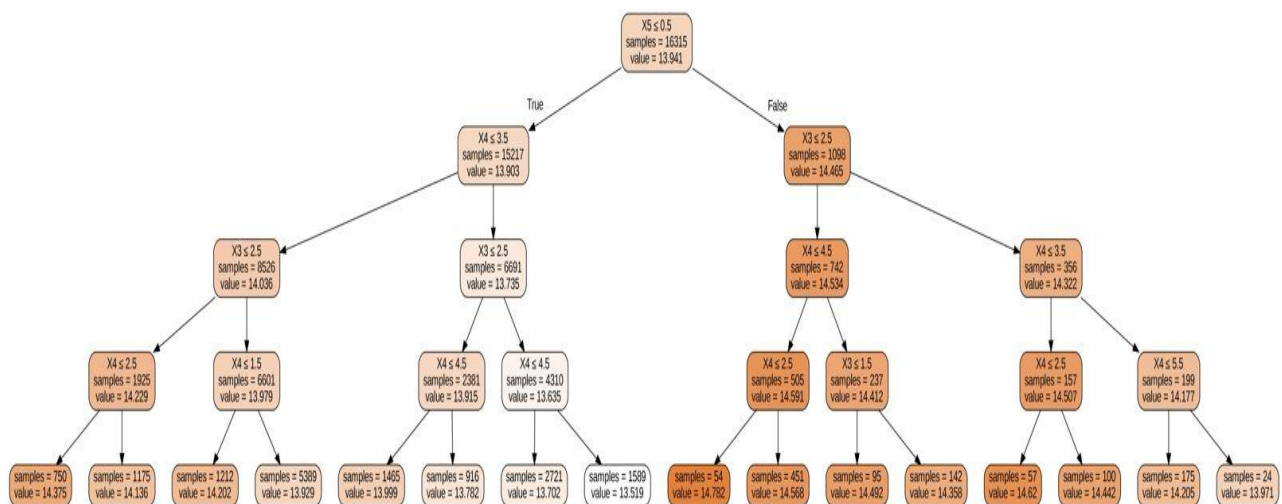 X5 ≤ 0.5
samples = 16315
value = 13.941
True
False
X4 ≤ 3.5
samples = 15217
value = 13.903
X3 ≤ 2.5
samples = 1098
value = 14.465
X3 ≤ 2.5
samples = 8526
value = 14.036
X3 ≤ 2.5
samples = 6691
value = 13.735
X4 ≤ 4.5
samples = 742
value = 14.534
X4 ≤ 3.5
samples = 356
value = 14.322
X4 ≤ 2.5
samples = 1925
value = 14.229
X4 ≤ 1.5
samples = 6601
value = 13.979
X4 ≤ 4.5
samples = 2381
value = 13.915
X4 ≤ 4.5
samples = 4310
value = 13.635
X4 ≤ 2.5
samples = 505
value = 14.591
X3 ≤ 1.5
samples = 237
value = 14.412
X4 ≤ 2.5
samples = 157
value = 14.507
X4 ≤ 5.5
samples = 199
value = 14.177
samples = 750
value = 14.375
samples = 1175
value = 14.136
samples = 1212
value = 14.202
samples = 5389
value = 13.929
samples = 1465
value = 13.999
samples = 916
value = 13.782
samples = 2721
value = 13.702
samples = 1589
value = 13.519
samples = 54
value = 14.782
samples = 451
value = 14.568
samples = 95
value = 14.492
samples = 142
value = 14.358
samples = 57
value = 14.62
samples = 100
value = 14.442
samples = 175
value = 14.205
samples = 24
value = 13.971